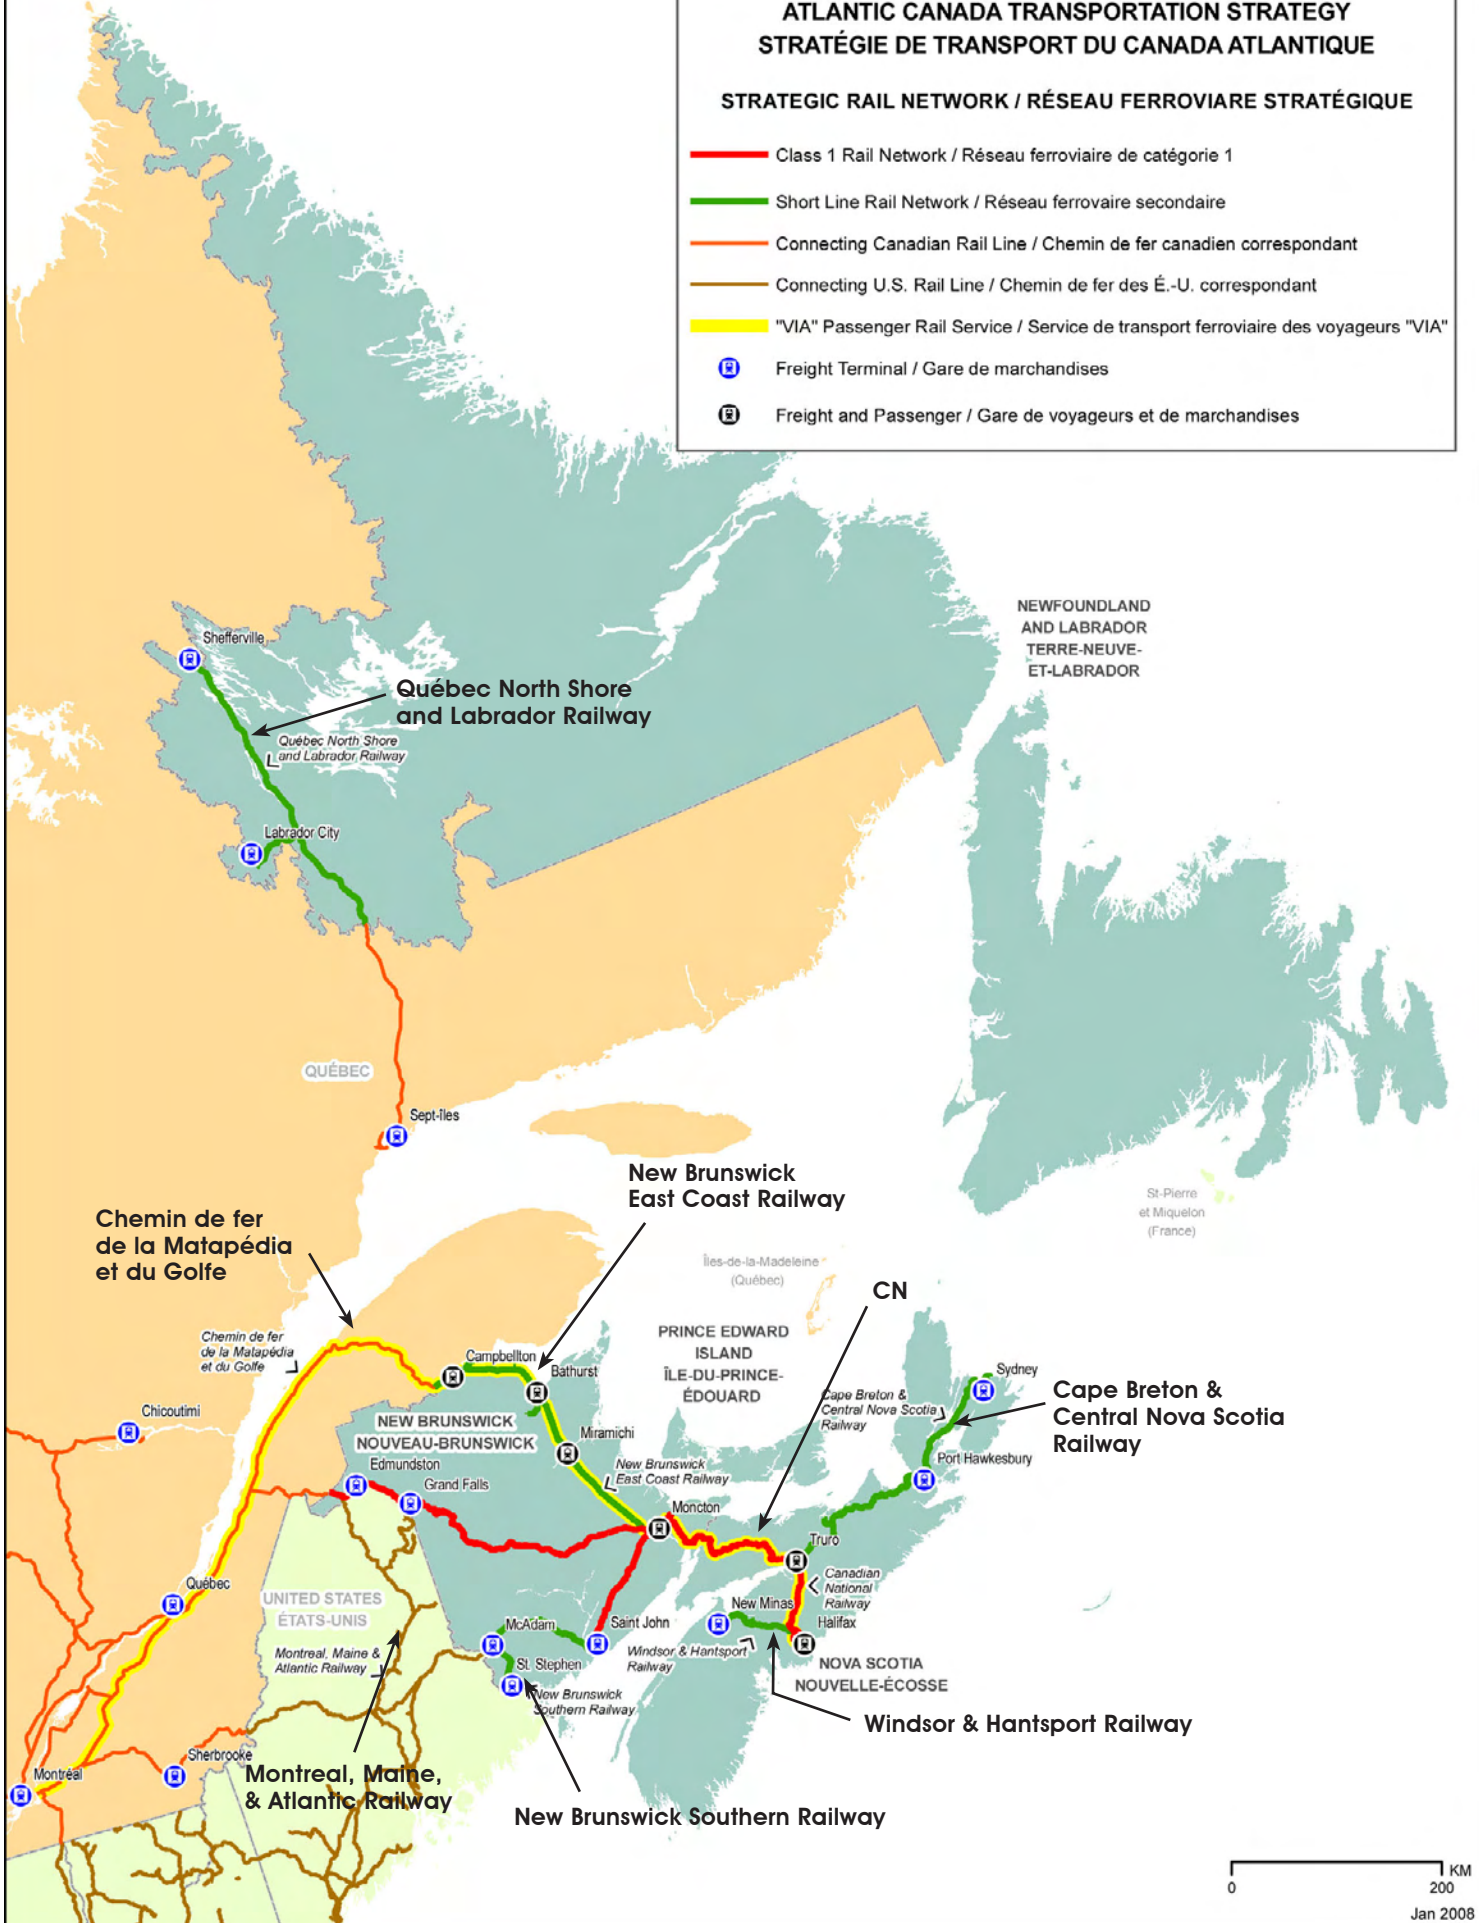 ATLANTIC CANADA TRANSPORTATION STRATEGY
STRATÉGIE DE TRANSPORT DU CANADA ATLANTIQUE
STRATEGIC RAIL NETWORK / RÉSEAU FERROVIARE STRATÉGIQUE
Class 1 Rail Network / Réseau ferroviaire de catégorie 1
Short Line Rail Network / Réseau ferrovaire secondaire
Connecting Canadian Rail Line / Chemin de fer canadien correspondant
Connecting U.S. Rail Line / Chemin de fer des É.-U. correspondant
"VIA" Passenger Rail Service / Service de transport ferroviaire des voyageurs "VIA"
Freight Terminal / Gare de marchandises
Freight and Passenger / Gare de voyageurs et de marchandises
NEWFOUNDLAND
AND LABRADOR
TERRE-NEUVE-
ET-LABRADOR
Shefferville
Québec North Shore
and Labrador Railway
Québec North Shore
and Labrador Railway
Labrador City
QUÉBEC
Sept-Îles
New Brunswick
East Coast Railway
St-Pierre
et Miquelon
(France)
Chemin de fer
de la Matapédia
et du Golfe
Îles-de-la-Madeleine
(Québec)
CN
Chemin de fer
de la Matapédia
et du Golfe
PRINCE EDWARD
ISLAND
ÎLE-DU-PRINCE-
ÉDOUARD
Campbellton
Bathurst
Sydney
Cape Breton &
Central Nova Scotia
Railway
Cape Breton &
Central Nova Scotia
Railway
Chicoutimi
NEW BRUNSWICK
NOUVEAU-BRUNSWICK
Miramichi
New Brunswick
East Coast Railway
Port Hawkesbury
Edmundston
Grand Falls
Moncton
Truro
Canadian
National
Railway
Québec
UNITED STATES
ÉTATS-UNIS
New Minas
Halifax
McAdam
Saint John
Montreal, Maine &
Atlantic Railway
Windsor & Hantsport
Railway
St. Stephen
NOVA SCOTIA
NOUVELLE-ÉCOSSE
New Brunswick
Southern Railway
Windsor & Hantsport Railway
Sherbrooke
Montréal
Montreal, Maine,
& Atlantic Railway
New Brunswick Southern Railway
KM
0 200
Jan 2008